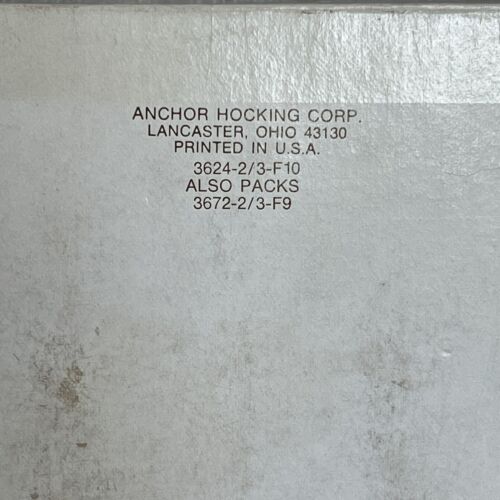 ANCHOR HOCKING CORP.
LANCASTER, OHIO 43130
PRINTED IN U.S.A.
3624-2/3-F10
ALSO PACKS
3672-2/3-F9